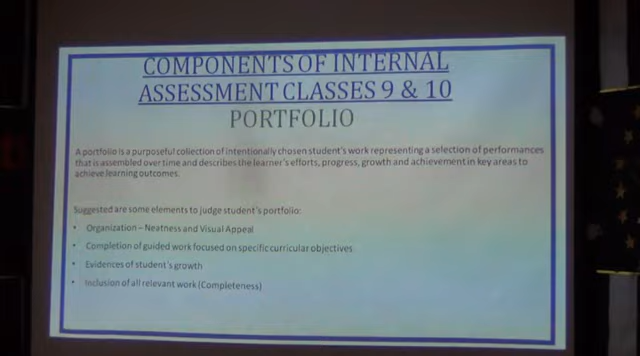 COMPONENTS OF INTERNAL
ASSESSMENT CLASSES 9 & 10
PORTFOLIO
A portfolio is a purposeful collection of intentionally chosen student's work representing a selection of performances
that is assembled over time and describes the learner's efforts, progress, growth and achievement in key areas to
achieve learning outcomes.
Suggested are some elements to judge student's portfolio:
• Organization – Neatness and Visual Appeal
• Completion of guided work focused on specific curricular objectives
• Evidences of student's growth
• Inclusion of all relevant work (Completeness)